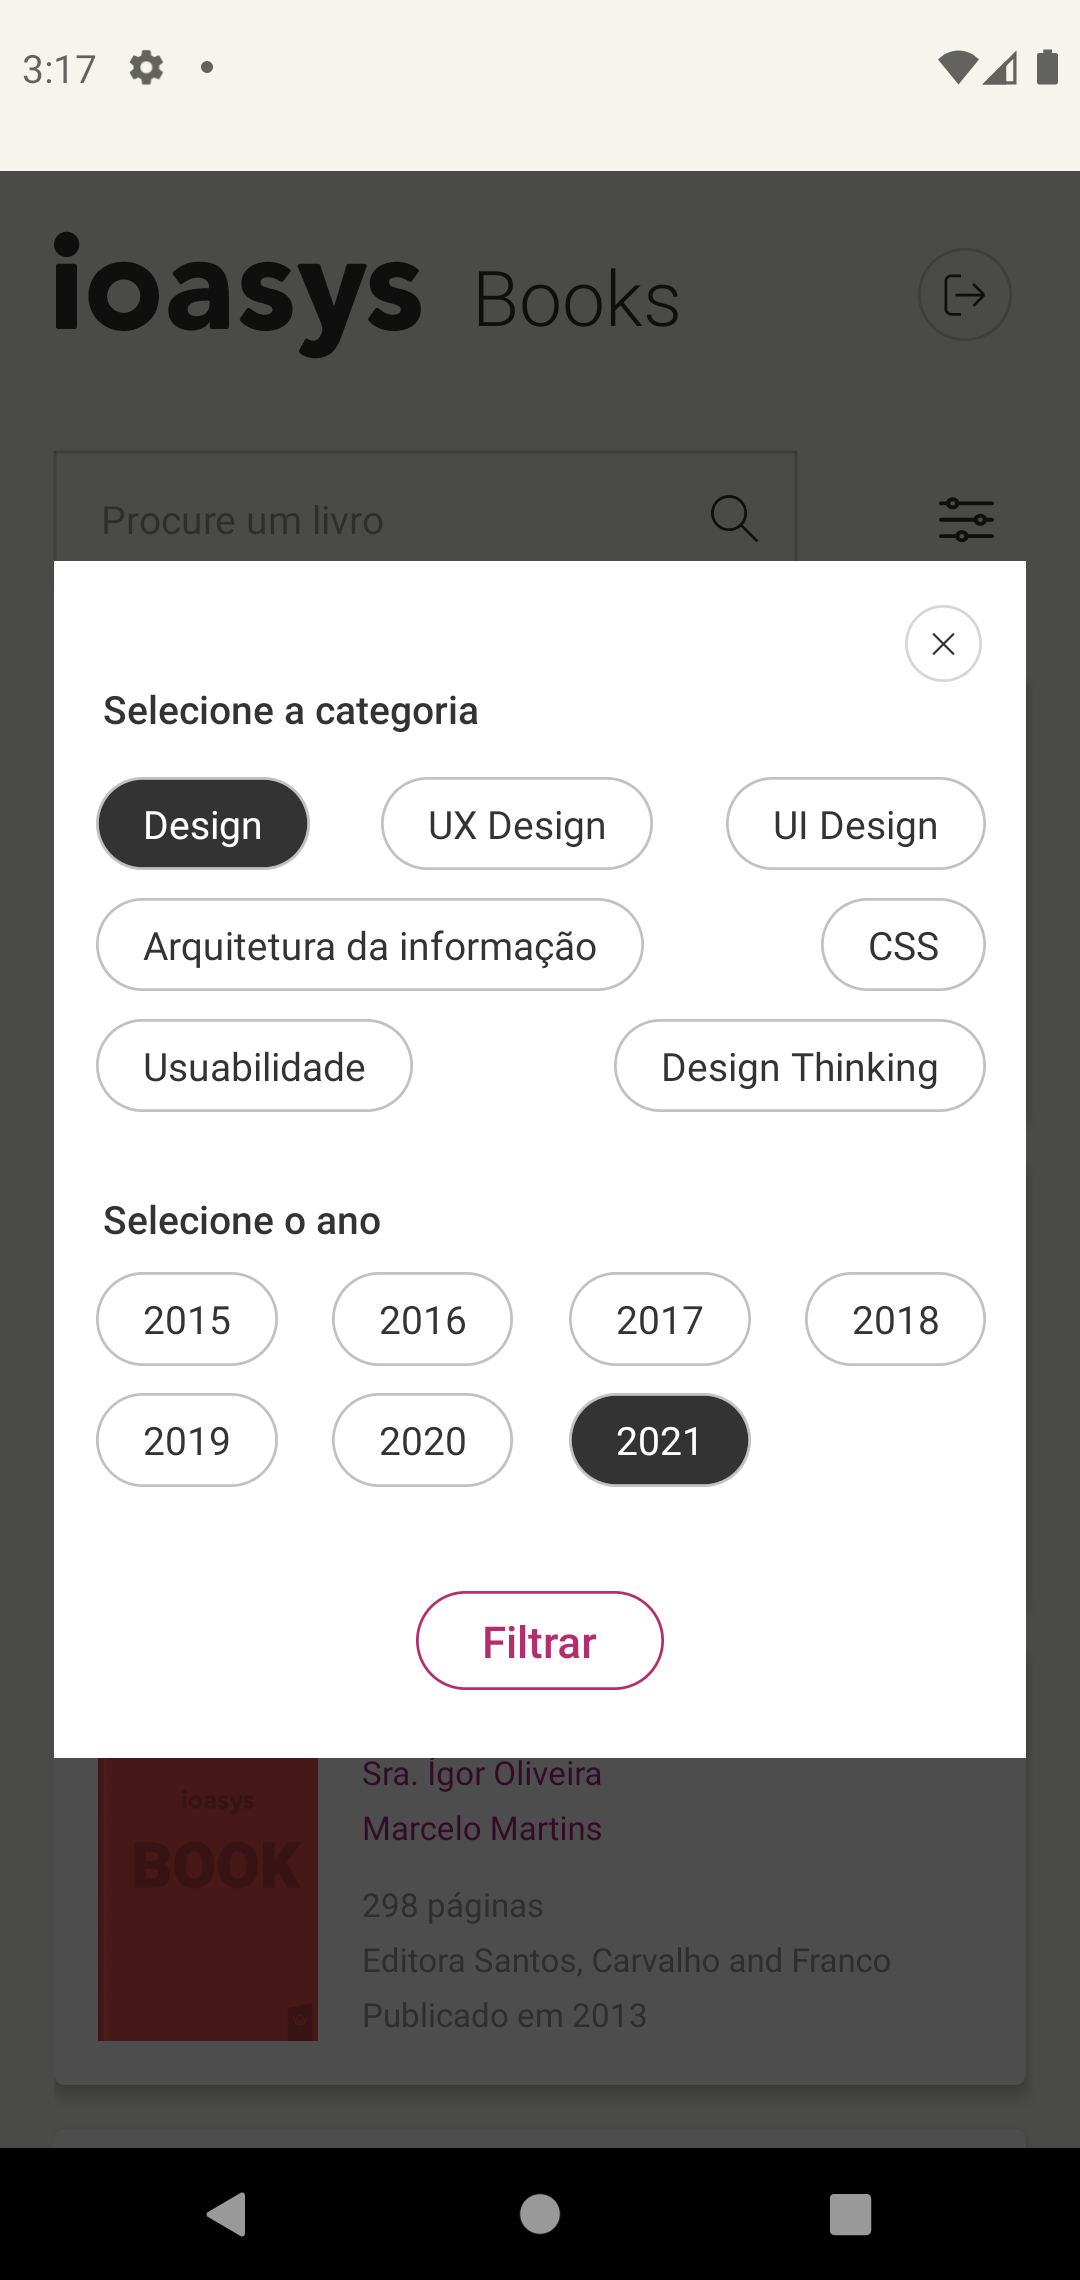 3:17
ioasys Books
Procure um livro
Selecione a categoria
Design UX Design UI Design
Arquitetura da informação CSS
Usuabilidade Design Thinking
Selecione o ano
2015 2016 2017 2018
2019 2020 2021
Filtrar
Sra. Ígor Oliveira
Marcelo Martins
ioasys
BOOK
298 páginas
Editora Santos, Carvalho and Franco
Publicado em 2013